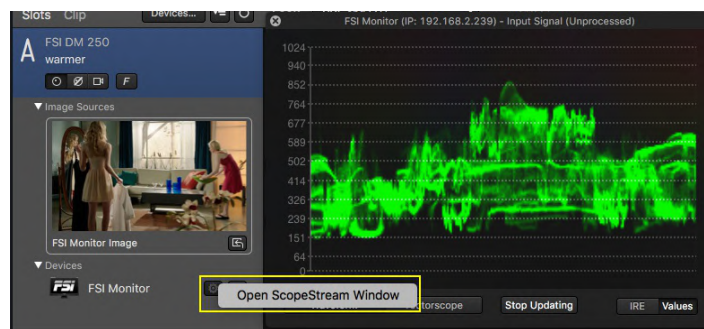 Slots Clip Devices...
FSI DM 250
A
warmer
F
Image Sources
FSI Monitor Image
Devices
FSI FSI Monitor
Open ScopeStream Window
FSI Monitor (IP: 192.168.2.239) - Input Signal (Unprocessed)
1024
940
852
764
677
589
502
414
326
239
151
64
0
Stop Updating
IRE Values